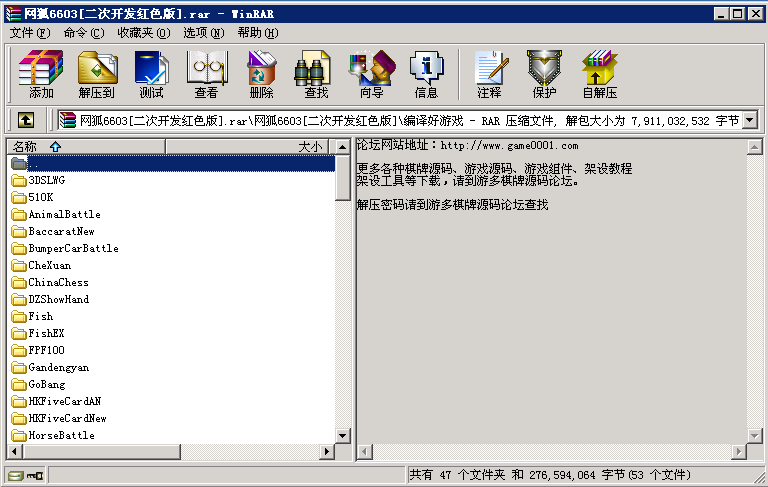 网狐6603[二次开发红色版].rar - WinRAR
文件(F) 命令(C) 收藏夹(O) 选项(N) 帮助(H)
添加 解压到 测试 查看 删除 查找 向导 信息 注释 保护 自解压
网狐6603[二次开发红色版].rar\网狐6603[二次开发红色版]\编译好游戏 - RAR 压缩文件, 解包大小为 7,911,032,532 字节
名称 大小
..
3DSLWG
510K
AnimalBattle
BaccaratNew
BumperCarBattle
CheXuan
ChinaChess
DZShowHand
Fish
FishEX
FPF100
Gandengyan
GoBang
HKFiveCardAN
HKFiveCardNew
HorseBattle
论坛网站地址：http://www.game0001.com
更多各种棋牌源码、游戏源码、游戏组件、架设教程
架设工具等下载，请到游多棋牌源码论坛。
解压密码请到游多棋牌源码论坛查找
共有 47 个文件夹 和 276,594,064 字节(53 个文件)